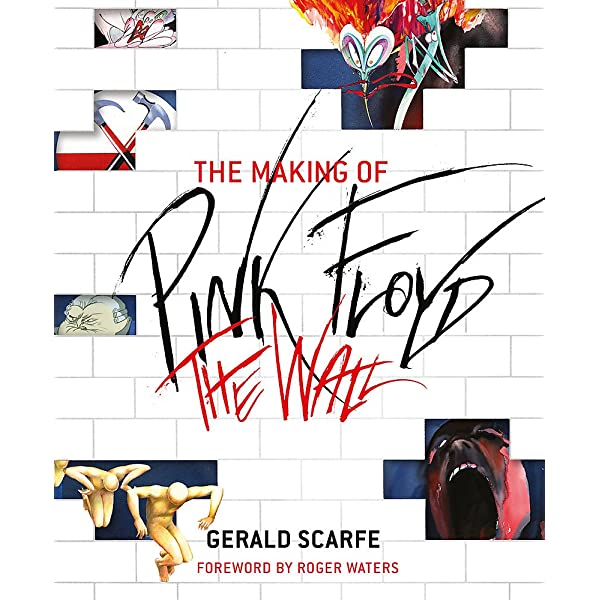 THE MAKING OF
PINK FLOYD
THE WALL
GERALD SCARFE
FOREWORD BY ROGER WATERS